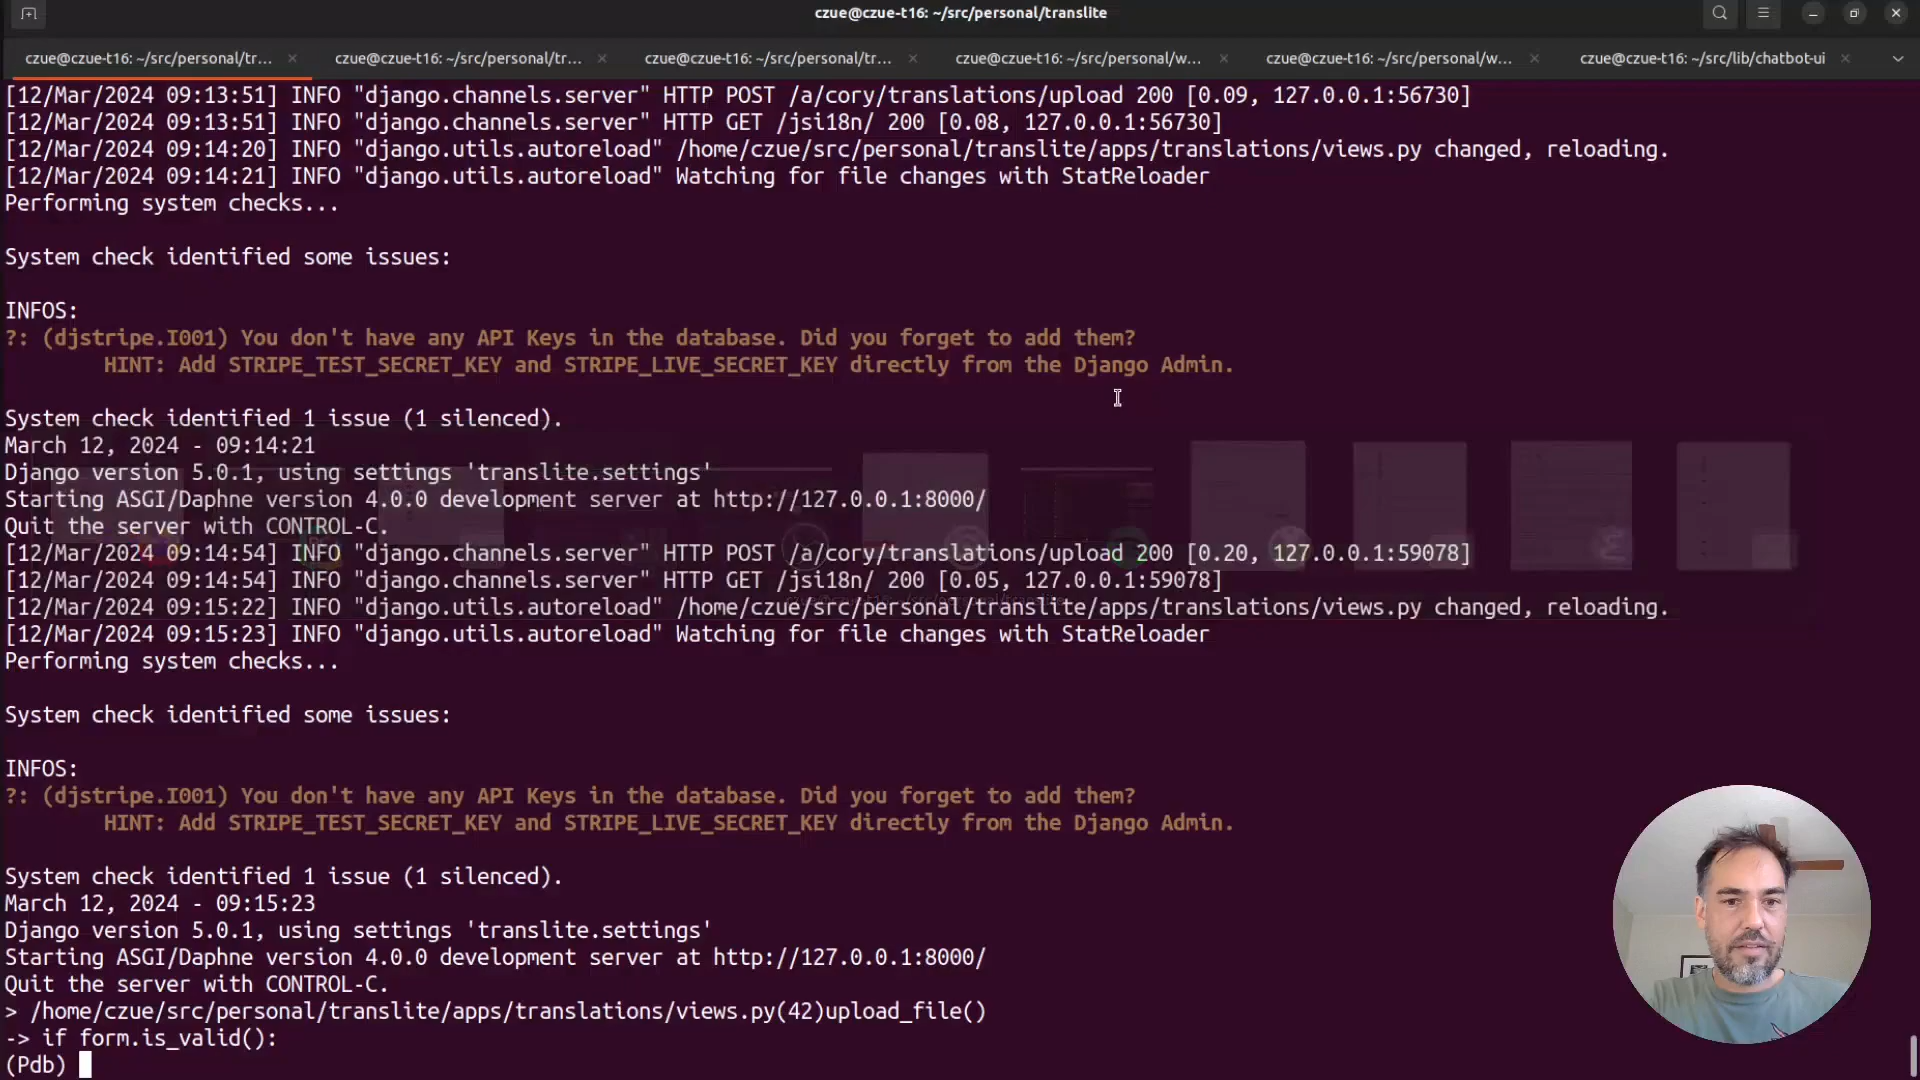 czue@czue-t16: ~/src/personal/translite
czue@czue-t16: ~/src/personal/tr...
czue@czue-t16: ~/src/personal/tr...
czue@czue-t16: ~/src/personal/tr...
czue@czue-t16: ~/src/personal/w...
czue@czue-t16: ~/src/personal/w...
czue@czue-t16: ~/src/lib/chatbot-ui
[12/Mar/2024 09:13:51] INFO "django.channels.server" HTTP POST /a/cory/translations/upload 200 [0.09, 127.0.0.1:56730]
[12/Mar/2024 09:13:51] INFO "django.channels.server" HTTP GET /jsi18n/ 200 [0.08, 127.0.0.1:56730]
[12/Mar/2024 09:14:20] INFO "django.utils.autoreload" /home/czue/src/personal/translite/apps/translations/views.py changed, reloading.
[12/Mar/2024 09:14:21] INFO "django.utils.autoreload" Watching for file changes with StatReloader
Performing system checks...
System check identified some issues:
INFOS:
?: (djstripe.I001) You don't have any API Keys in the database. Did you forget to add them?
HINT: Add STRIPE_TEST_SECRET_KEY and STRIPE_LIVE_SECRET_KEY directly from the Django Admin.
System check identified 1 issue (1 silenced).
March 12, 2024 - 09:14:21
Django version 5.0.1, using settings 'translite.settings'
Starting ASGI/Daphne version 4.0.0 development server at http://127.0.0.1:8000/
Quit the server with CONTROL-C.
[12/Mar/2024 09:14:54] INFO "django.channels.server" HTTP POST /a/cory/translations/upload 200 [0.20, 127.0.0.1:59078]
[12/Mar/2024 09:14:54] INFO "django.channels.server" HTTP GET /jsi18n/ 200 [0.05, 127.0.0.1:59078]
[12/Mar/2024 09:15:22] INFO "django.utils.autoreload" /home/czue/src/personal/translite/apps/translations/views.py changed, reloading.
[12/Mar/2024 09:15:23] INFO "django.utils.autoreload" Watching for file changes with StatReloader
Performing system checks...
System check identified some issues:
INFOS:
?: (djstripe.I001) You don't have any API Keys in the database. Did you forget to add them?
HINT: Add STRIPE_TEST_SECRET_KEY and STRIPE_LIVE_SECRET_KEY directly from the Django Admin.
System check identified 1 issue (1 silenced).
March 12, 2024 - 09:15:23
Django version 5.0.1, using settings 'translite.settings'
Starting ASGI/Daphne version 4.0.0 development server at http://127.0.0.1:8000/
Quit the server with CONTROL-C.
> /home/czue/src/personal/translite/apps/translations/views.py(42)upload_file()
-> if form.is_valid():
(Pdb)